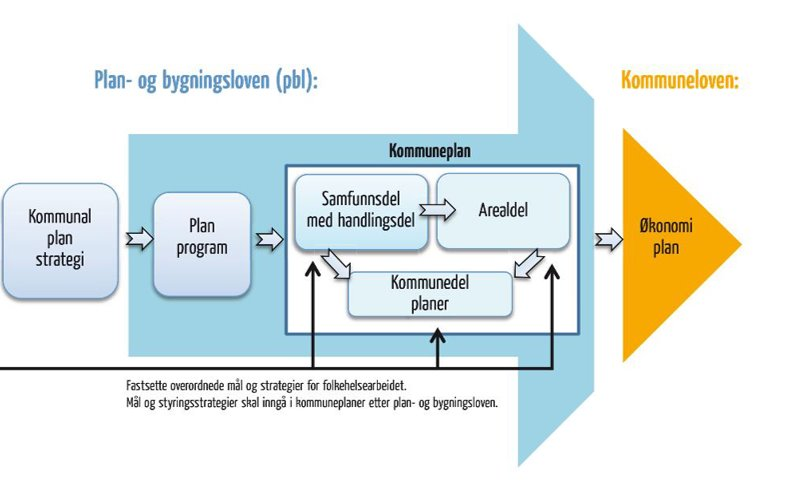 Plan- og bygningsloven (pbl):
Kommuneloven:
Kommuneplan
Kommunal
plan
strategi
Plan
program
Samfunnsdel
med handlingsdel
Arealdel
Kommunedel
planer
Økonomi
plan
Fastsette overordnede mål og strategier for folkehelsearbeidet.
Mål og styringsstrategier skal inngå i kommuneplaner etter plan- og bygningsloven.